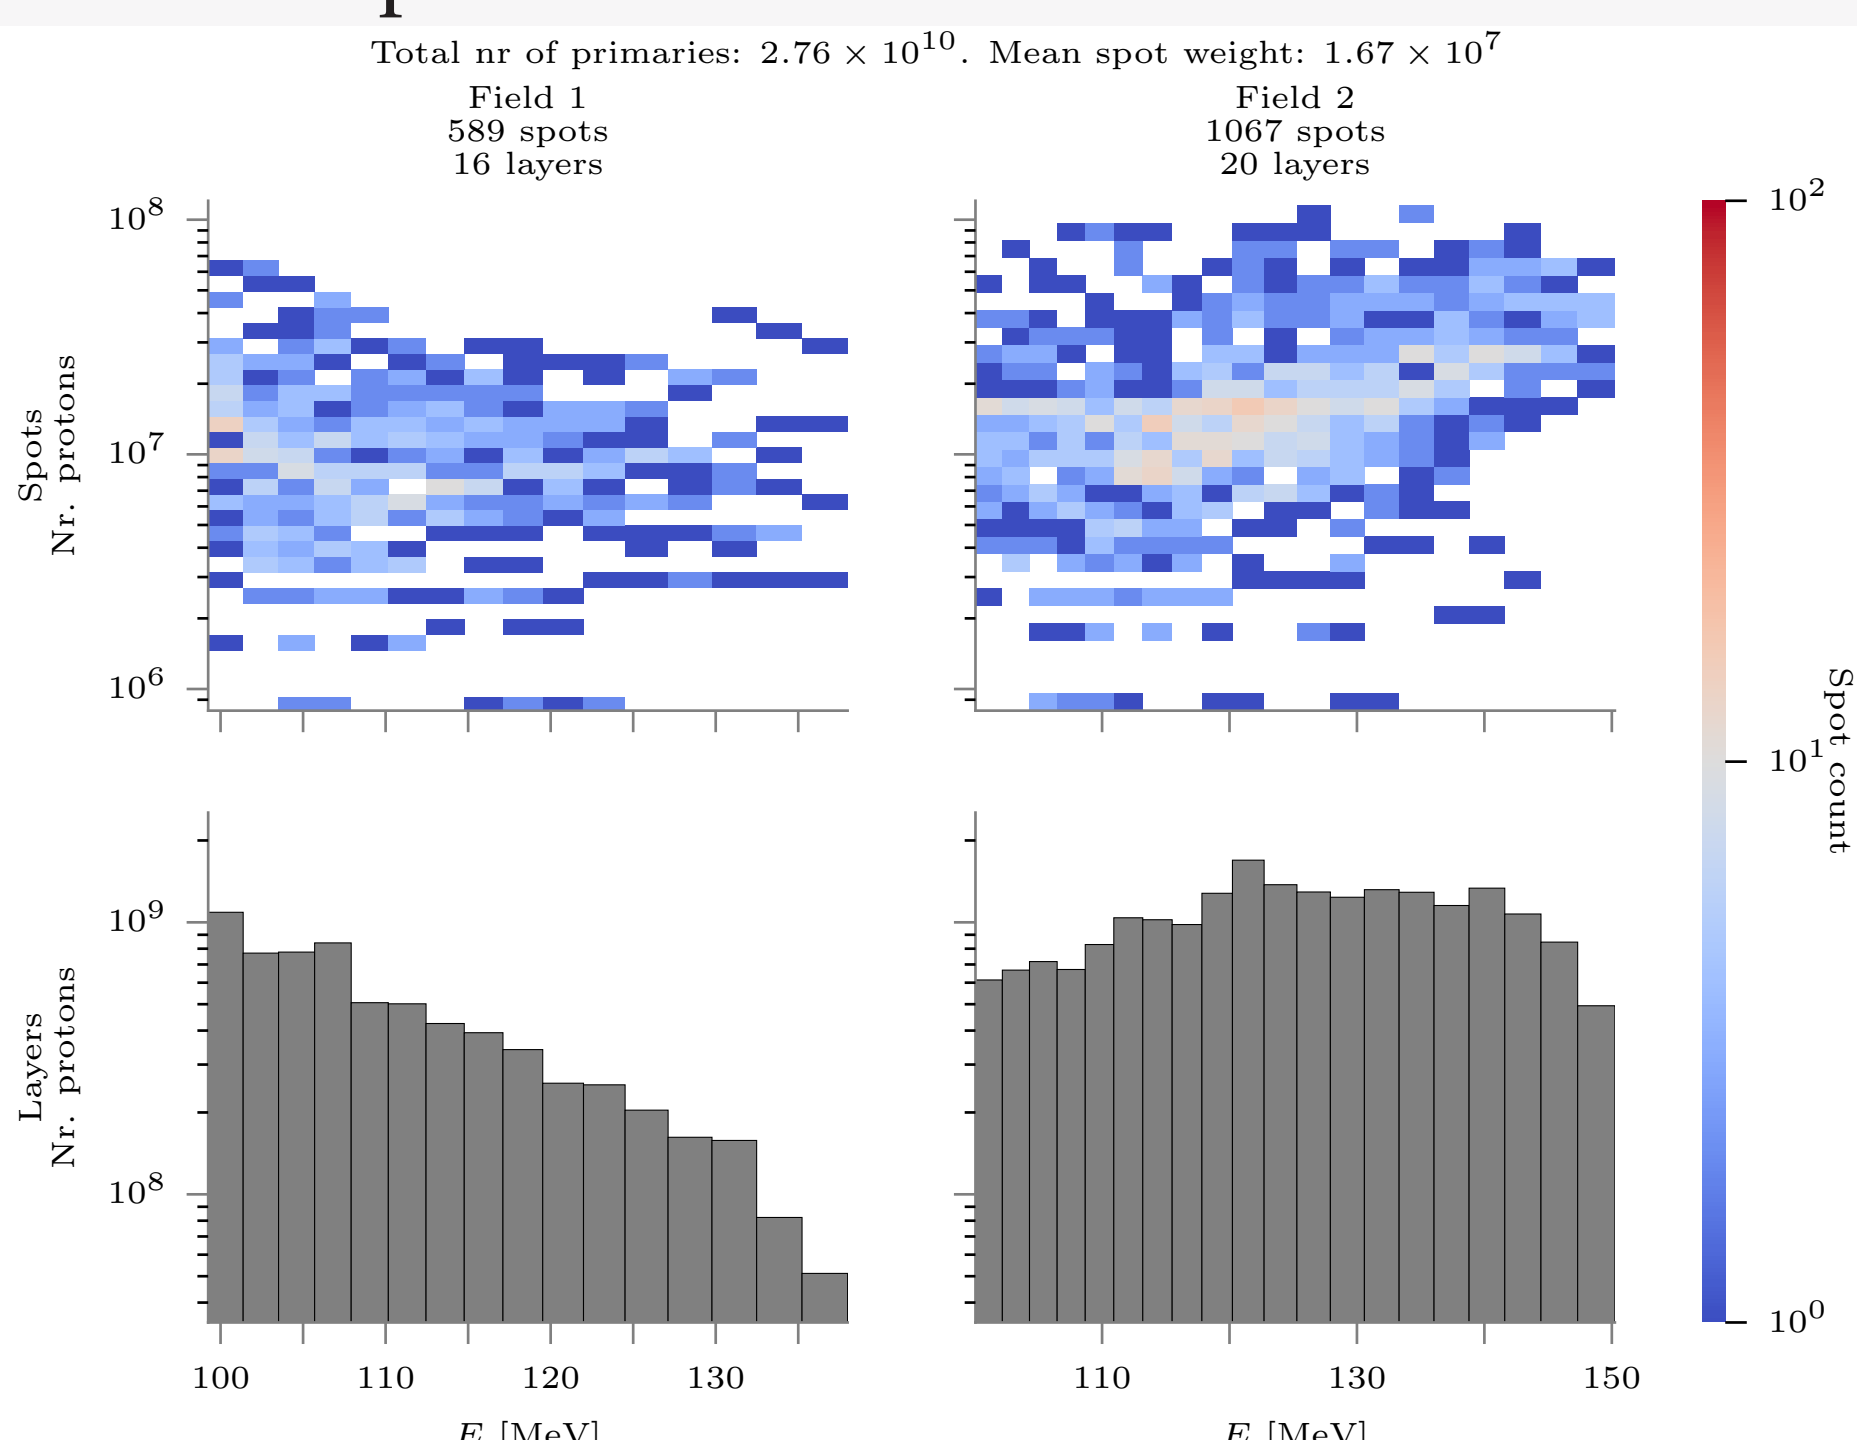 Total nr of primaries: 2.76 × 10¹⁰. Mean spot weight: 1.67 × 10⁷
Field 1
589 spots
16 layers
Field 2
1067 spots
20 layers
Spots
Nr. protons
10⁸
10⁷
10⁶
Layers
Nr. protons
10⁹
10⁸
100 110 120 130
E [MeV]
110 130 150
E [MeV]
10²
10¹
10⁰
Spot count